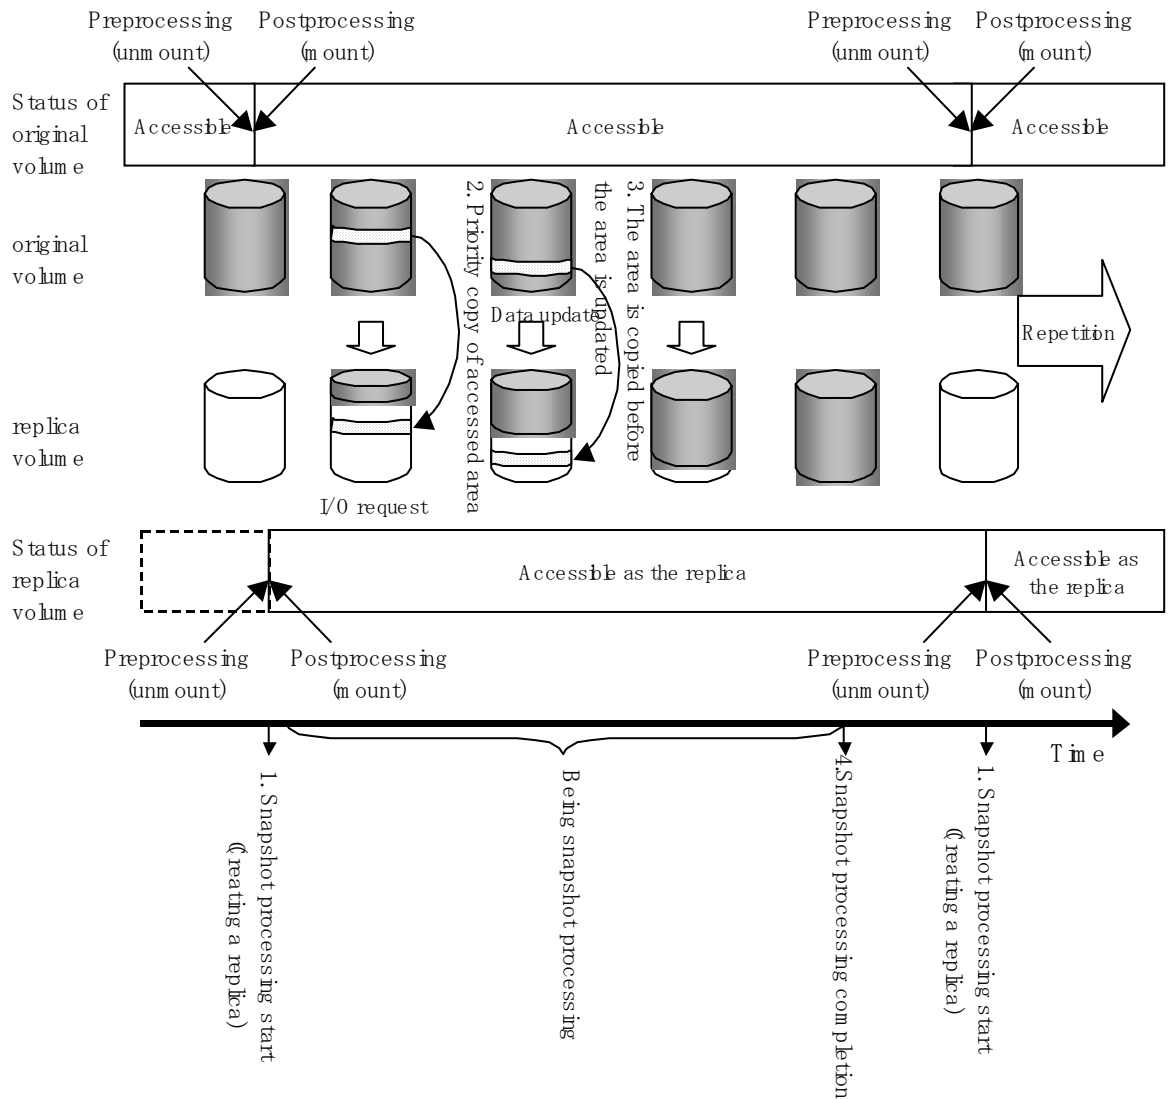 Preprocessing
(unmount)
Postprocessing
(mount)
Preprocessing
(unmount)
Postprocessing
(mount)
Status of
original
volume
Accessible
Accessible
Accessible
original
volume
2. Priority copy of accessed area
3. The area is copied before
the area is updated
Data update
Repetition
replica
volume
I/O request
Status of
replica
volume
Accessible as the replica
Accessible as
the replica
Preprocessing
(unmount)
Postprocessing
(mount)
Preprocessing
(unmount)
Postprocessing
(mount)
Time
1. Snapshot processing start
(Creating a replica)
Being snapshot processing
4.Snapshot processing completion
1. Snapshot processing start
(Creating a replica)